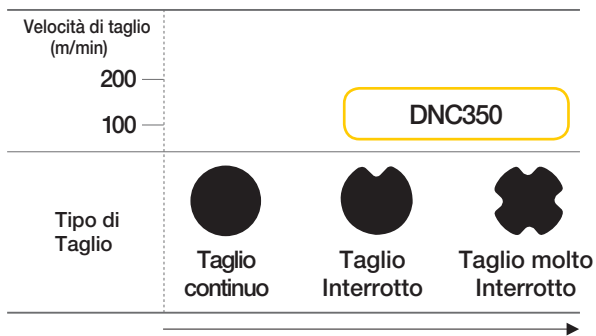 Velocità di taglio
(m/min)
200
100
DNC350
Tipo di
Taglio
Taglio
continuo
Taglio
Interrotto
Taglio molto
Interrotto